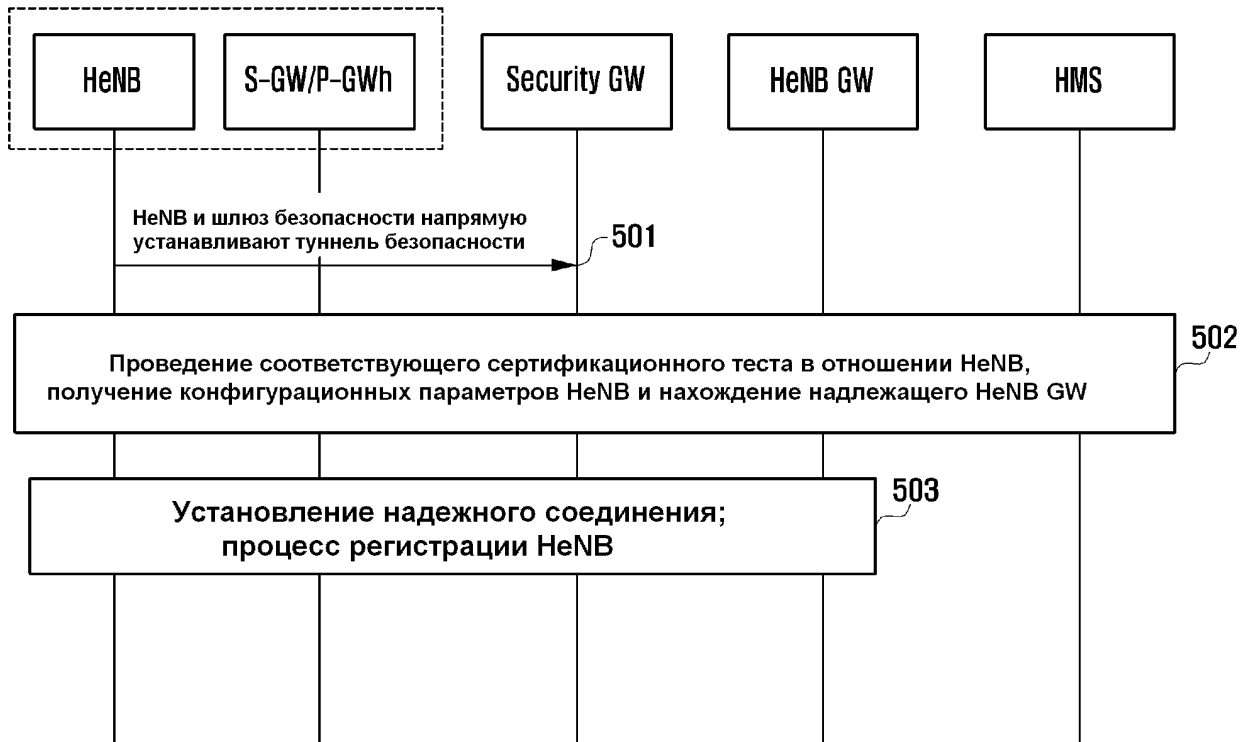 HeNB
S-GW/P-GWh
Security GW
HeNB GW
HMS
HeNB и шлюз безопасности напрямую
устанавливают туннель безопасности
501
502
Проведение соответствующего сертификационного теста в отношении HeNB,
получение конфигурационных параметров HeNB и нахождение надлежащего HeNB GW
503
Установление надежного соединения;
процесс регистрации HeNB